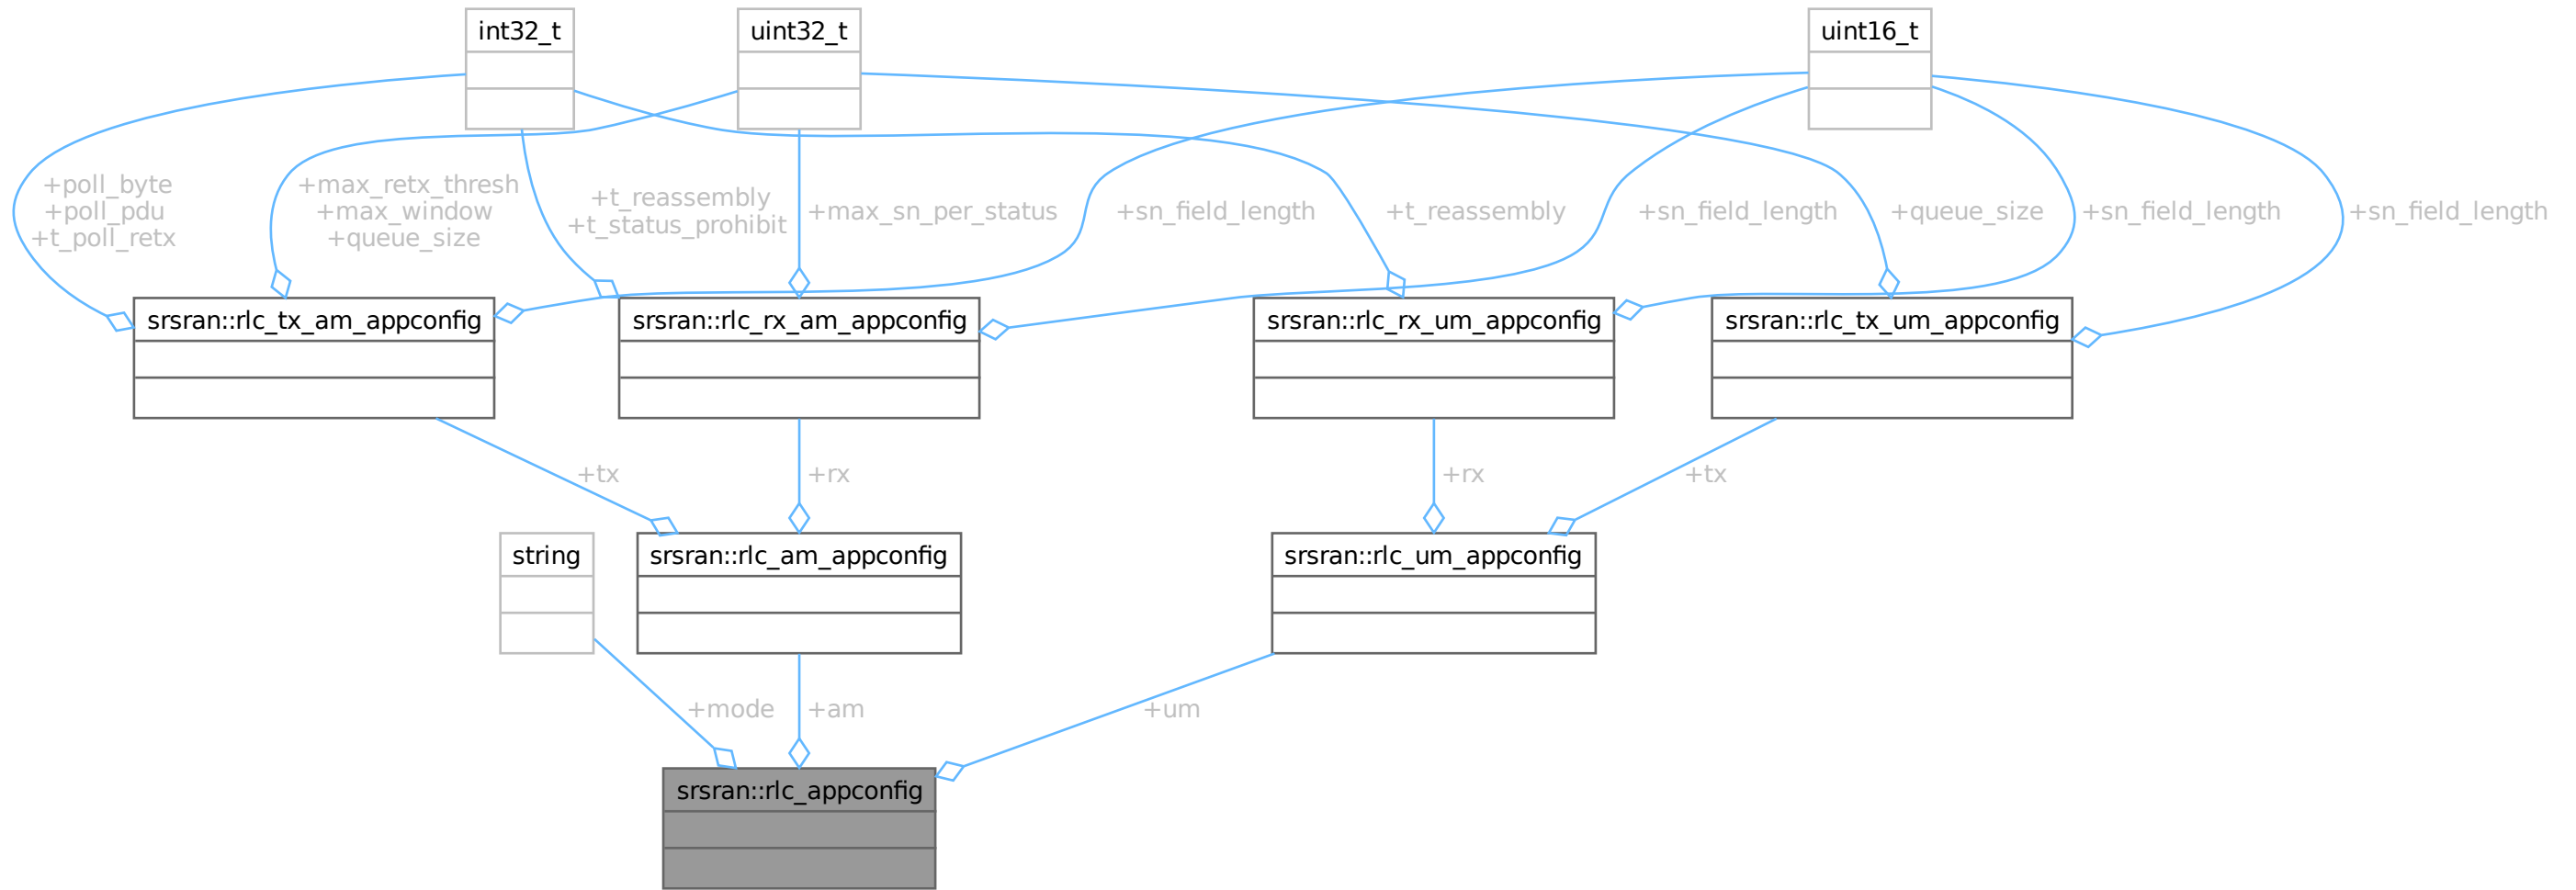 int32_t
uint32_t
uint16_t
+poll_byte
+poll_pdu
+t_poll_retx
+max_retx_thresh
+max_window
+queue_size
+t_reassembly
+t_status_prohibit
+max_sn_per_status
+sn_field_length
+t_reassembly
+sn_field_length
+queue_size
+sn_field_length
+sn_field_length
srsran::rlc_tx_am_appconfig
srsran::rlc_rx_am_appconfig
srsran::rlc_rx_um_appconfig
srsran::rlc_tx_um_appconfig
+tx
+rx
+rx
+tx
string
srsran::rlc_am_appconfig
srsran::rlc_um_appconfig
+mode
+am
+um
srsran::rlc_appconfig